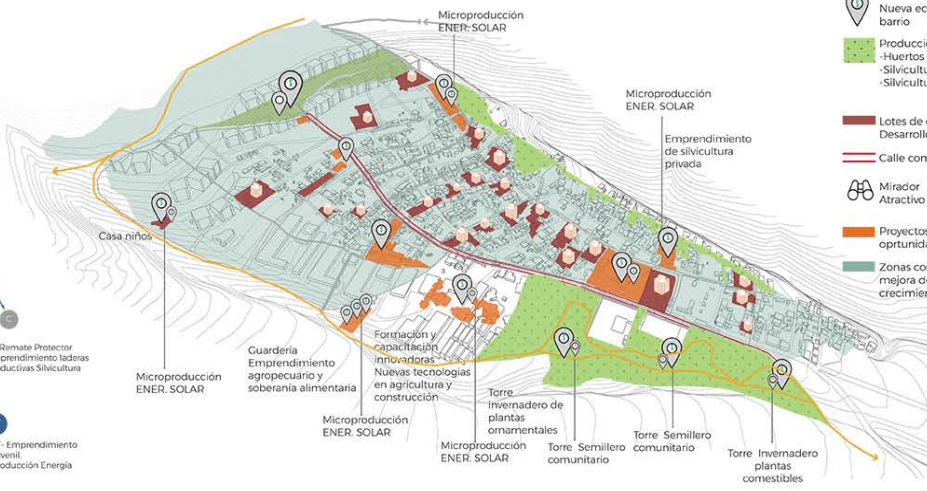 Microproducción
ENER. SOLAR
Microproducción
ENER. SOLAR
Emprendimiento
de silvicultura
privada
Casa niños
Microproducción
ENER. SOLAR
Guardería
Emprendimiento
agropecuario y
soberanía alimentaria
Microproducción
ENER. SOLAR
Formación y
capacitación
innovadoras
Nuevas tecnologías
en agricultura y
construcción
Microproducción
ENER. SOLAR
Torre
Invernadero de
plantas
ornamentales
Torre Semillero
comunitario
Torre Semillero
comunitario
Torre Invernadero
plantas
comestibles
C
Remate Protector
prendimiento laderas
ductivas Silvicultura
- Emprendimiento
venil.
oducción Energía
Nueva ec
barrio
Producci
-Huertos
-Silvicultu
-Silvicultu
Lotes de
Desarroll
Calle com
Mirador
Atractivo
Proyectos
oprtunida
Zonas con
mejora de
crecimien